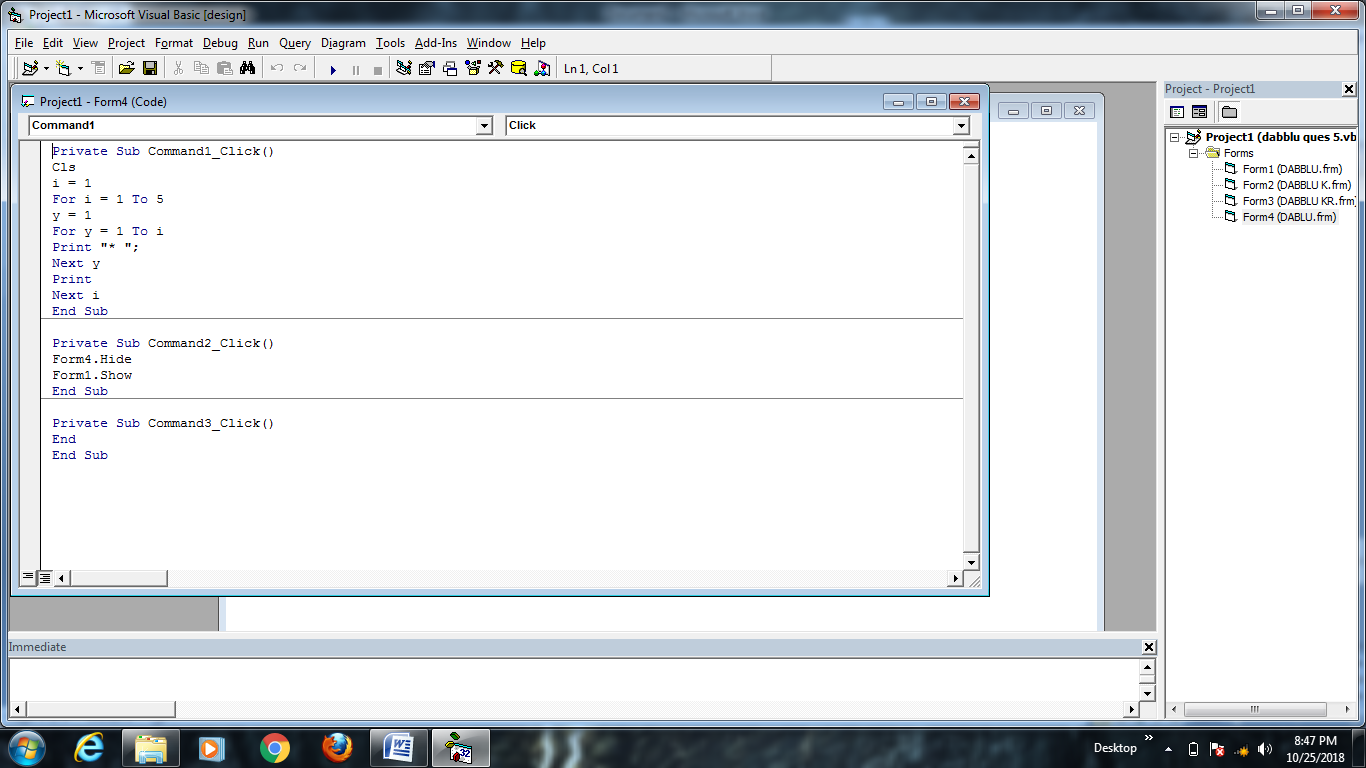 Project1 - Microsoft Visual Basic [design]
File Edit View Project Format Debug Run Query Diagram Tools Add-Ins Window Help
Ln 1, Col 1
Project1 - Form4 (Code)
Command1 Click
Private Sub Command1_Click()
Cls
i = 1
For i = 1 To 5
y = 1
For y = 1 To i
Print "* ";
Next y
Print
Next i
End Sub
Private Sub Command2_Click()
Form4.Hide
Form1.Show
End Sub
Private Sub Command3_Click()
End
End Sub
Project - Project1
Project1 (dabblu ques 5.vb
Forms
Form1 (DABBLU.frm)
Form2 (DABBLU K.frm)
Form3 (DABBLU KR.frm)
Form4 (DABLU.frm)
Immediate
Desktop
8:47 PM
10/25/2018